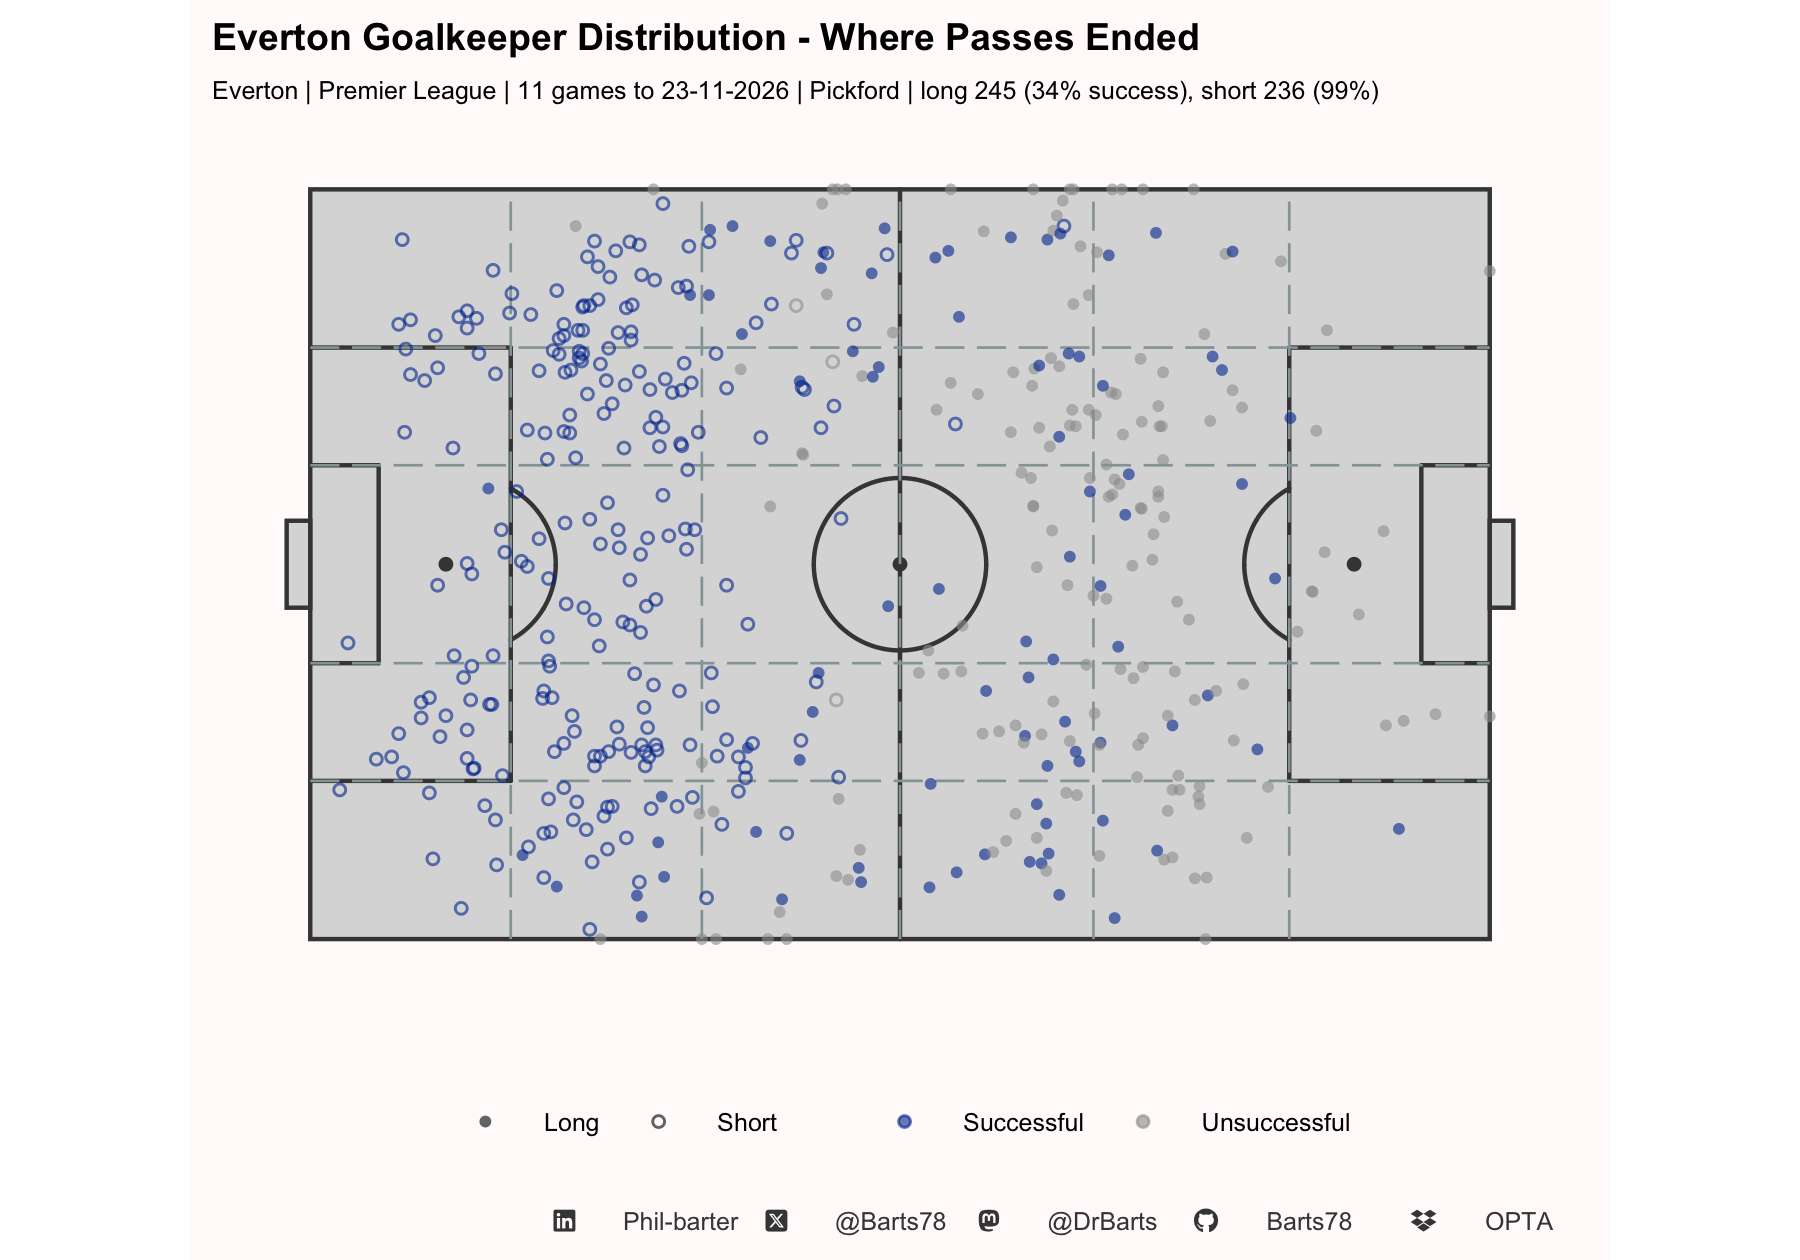 Everton Goalkeeper Distribution - Where Passes Ended
Everton | Premier League | 11 games to 23-11-2026 | Pickford | long 245 (34% success), short 236 (99%)
Long Short Successful Unsuccessful
Phil-barter @Barts78 @DrBarts Barts78 OPTA